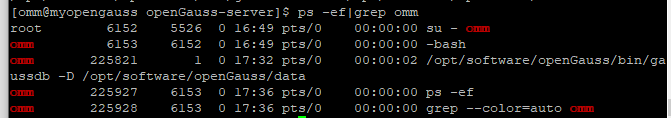 [omm@myopengauss openGauss-server]$ ps -ef|grep omm
root        6152    5526  0 16:49 pts/0    00:00:00 su - omm
omm         6153    6152  0 16:49 pts/0    00:00:00 -bash
omm       225821       1  0 17:32 pts/0    00:00:02 /opt/software/openGauss/bin/ga
ussdb -D /opt/software/openGauss/data
omm       225927    6153  0 17:36 pts/0    00:00:00 ps -ef
omm       225928    6153  0 17:36 pts/0    00:00:00 grep --color=auto omm